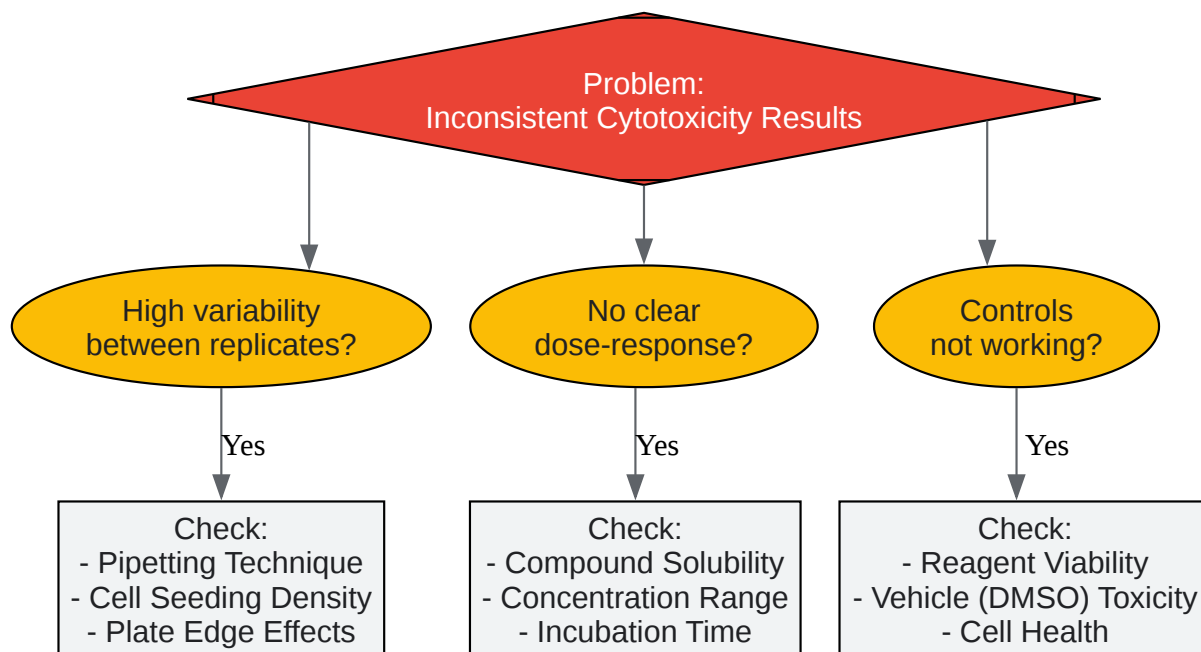 Problem:
Inconsistent Cytotoxicity Results
High variability
between replicates?
No clear
dose-response?
Controls
not working?
Yes
Yes
Yes
Check:
- Pipetting Technique
- Cell Seeding Density
- Plate Edge Effects
Check:
- Compound Solubility
- Concentration Range
- Incubation Time
Check:
- Reagent Viability
- Vehicle (DMSO) Toxicity
- Cell Health